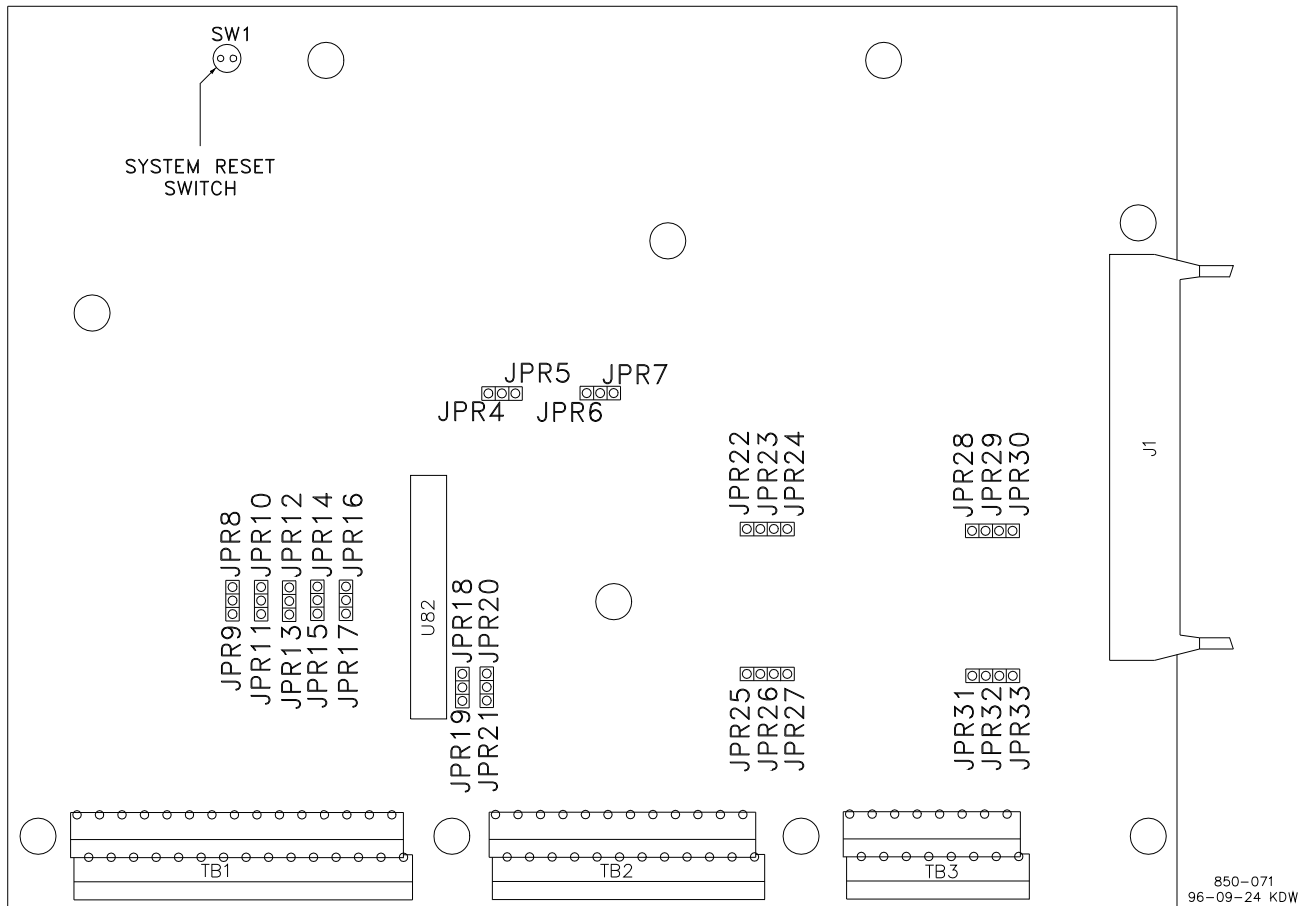 SW1
SYSTEM RESET
SWITCH
JPR5
JPR7
JPR4
JPR6
JPR22
JPR23
JPR24
JPR28
JPR29
JPR30
J1
JPR8
JPR10
JPR12
JPR14
JPR16
JPR9
JPR11
JPR13
JPR15
JPR17
U82
JPR18
JPR20
JPR19
JPR21
JPR25
JPR26
JPR27
JPR31
JPR32
JPR33
TB1
TB2
TB3
850-071
96-09-24 KDW